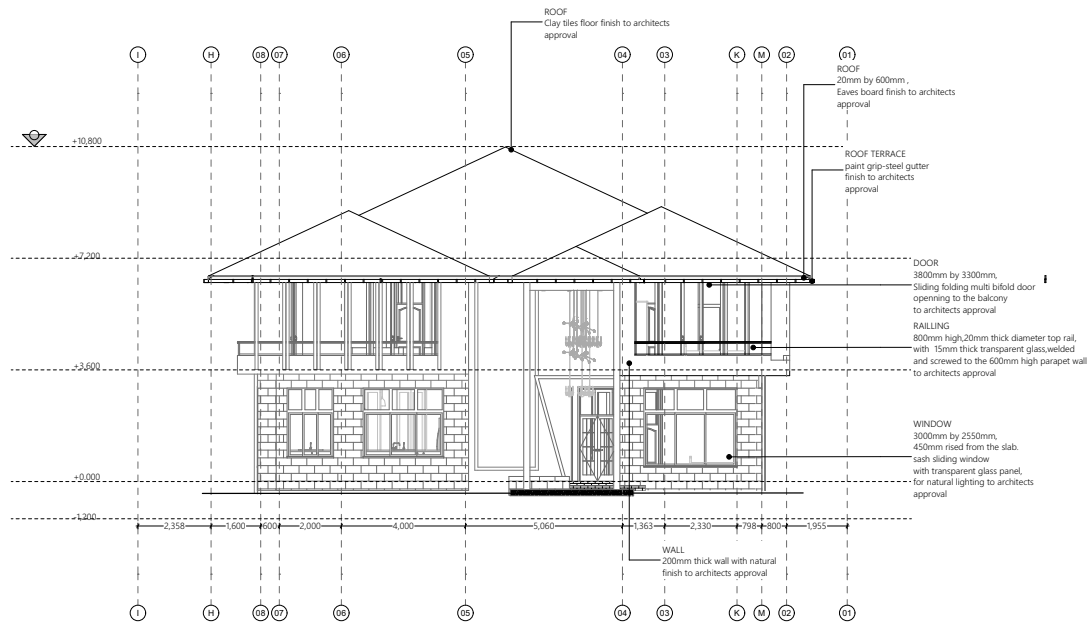 ROOF
Clay tiles floor finish to architects
approval
I H 08 07 06 05 04 03 K M 02 01
ROOF
20mm by 600mm ,
Eaves board finish to architects
approval
+10,800
ROOF TERRACE
paint grip-steel gutter
finish to architects
approval
+7,200
DOOR
3800mm by 3300mm,
Sliding folding multi bifold door
openning to the balcony
to architects approval
RAILLING
800mm high,20mm thick diameter top rail,
with 15mm thick transparent glass,welded
and screwed to the 600mm high parapet wall
to architects approval
+3,600
WINDOW
3000mm by 2550mm,
450mm rised from the slab.
sash sliding window
with transparent glass panel,
for natural lighting to architects
approval
+0,000
-1,200
2,358 1,600 600 2,000 4,000 5,060 1,363 2,330 798 800 1,955
WALL
200mm thick wall with natural
finish to architects approval
I H 08 07 06 05 04 03 K M 02 01